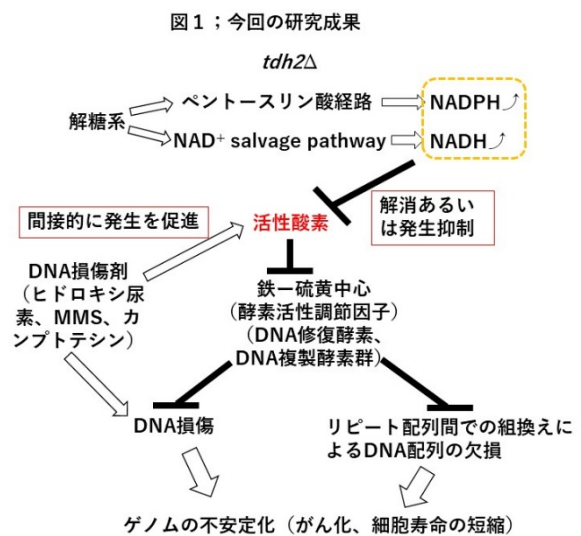 図１；今回の研究成果
tdh2Δ
解糖系
ペントースリン酸経路
NADPH
NAD⁺ salvage pathway
NADH
間接的に発生を促進
活性酸素
解消あるい
は発生抑制
DNA損傷剤
（ヒドロキシ尿
素、MMS、カ
ンプトテシン）
鉄ー硫黄中心
（酵素活性調節因子）
（DNA修復酵素、
DNA複製酵素群）
DNA損傷
リピート配列間での組換えに
よるDNA配列の欠損
ゲノムの不安定化（がん化、細胞寿命の短縮）